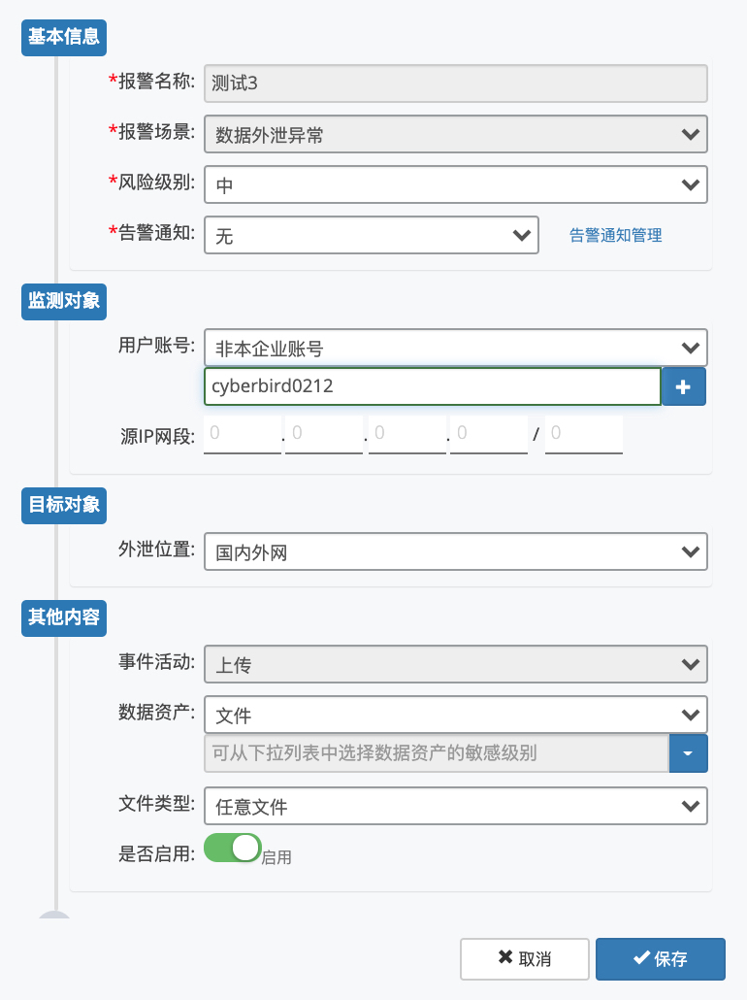 基本信息
*报警名称: 测试3
*报警场景: 数据外泄异常
*风险级别: 中
*告警通知: 无 告警通知管理
监测对象
用户账号: 非本企业账号
cyberbird0212
源IP网段: 0 . 0 . 0 . 0 / 0
目标对象
外泄位置: 国内外网
其他内容
事件活动: 上传
数据资产: 文件
可从下拉列表中选择数据资产的敏感级别
文件类型: 任意文件
是否启用: 启用
取消 保存